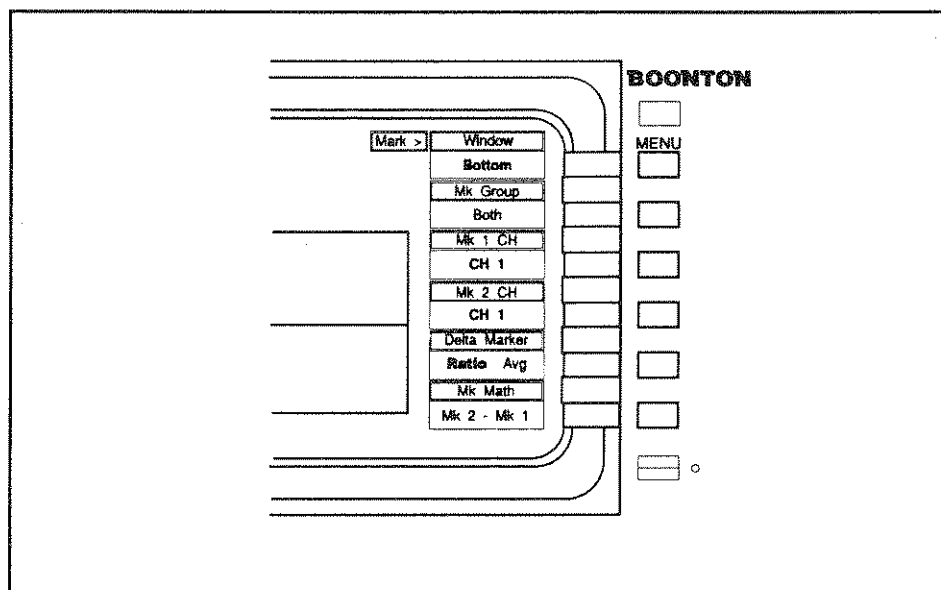 BOONTON
MENU
Mark >
Window
Bottom
Mk Group
Both
Mk 1 CH
CH 1
Mk 2 CH
CH 1
Delta Marker
Ratio Avg
Mk Math
Mk 2 - Mk 1